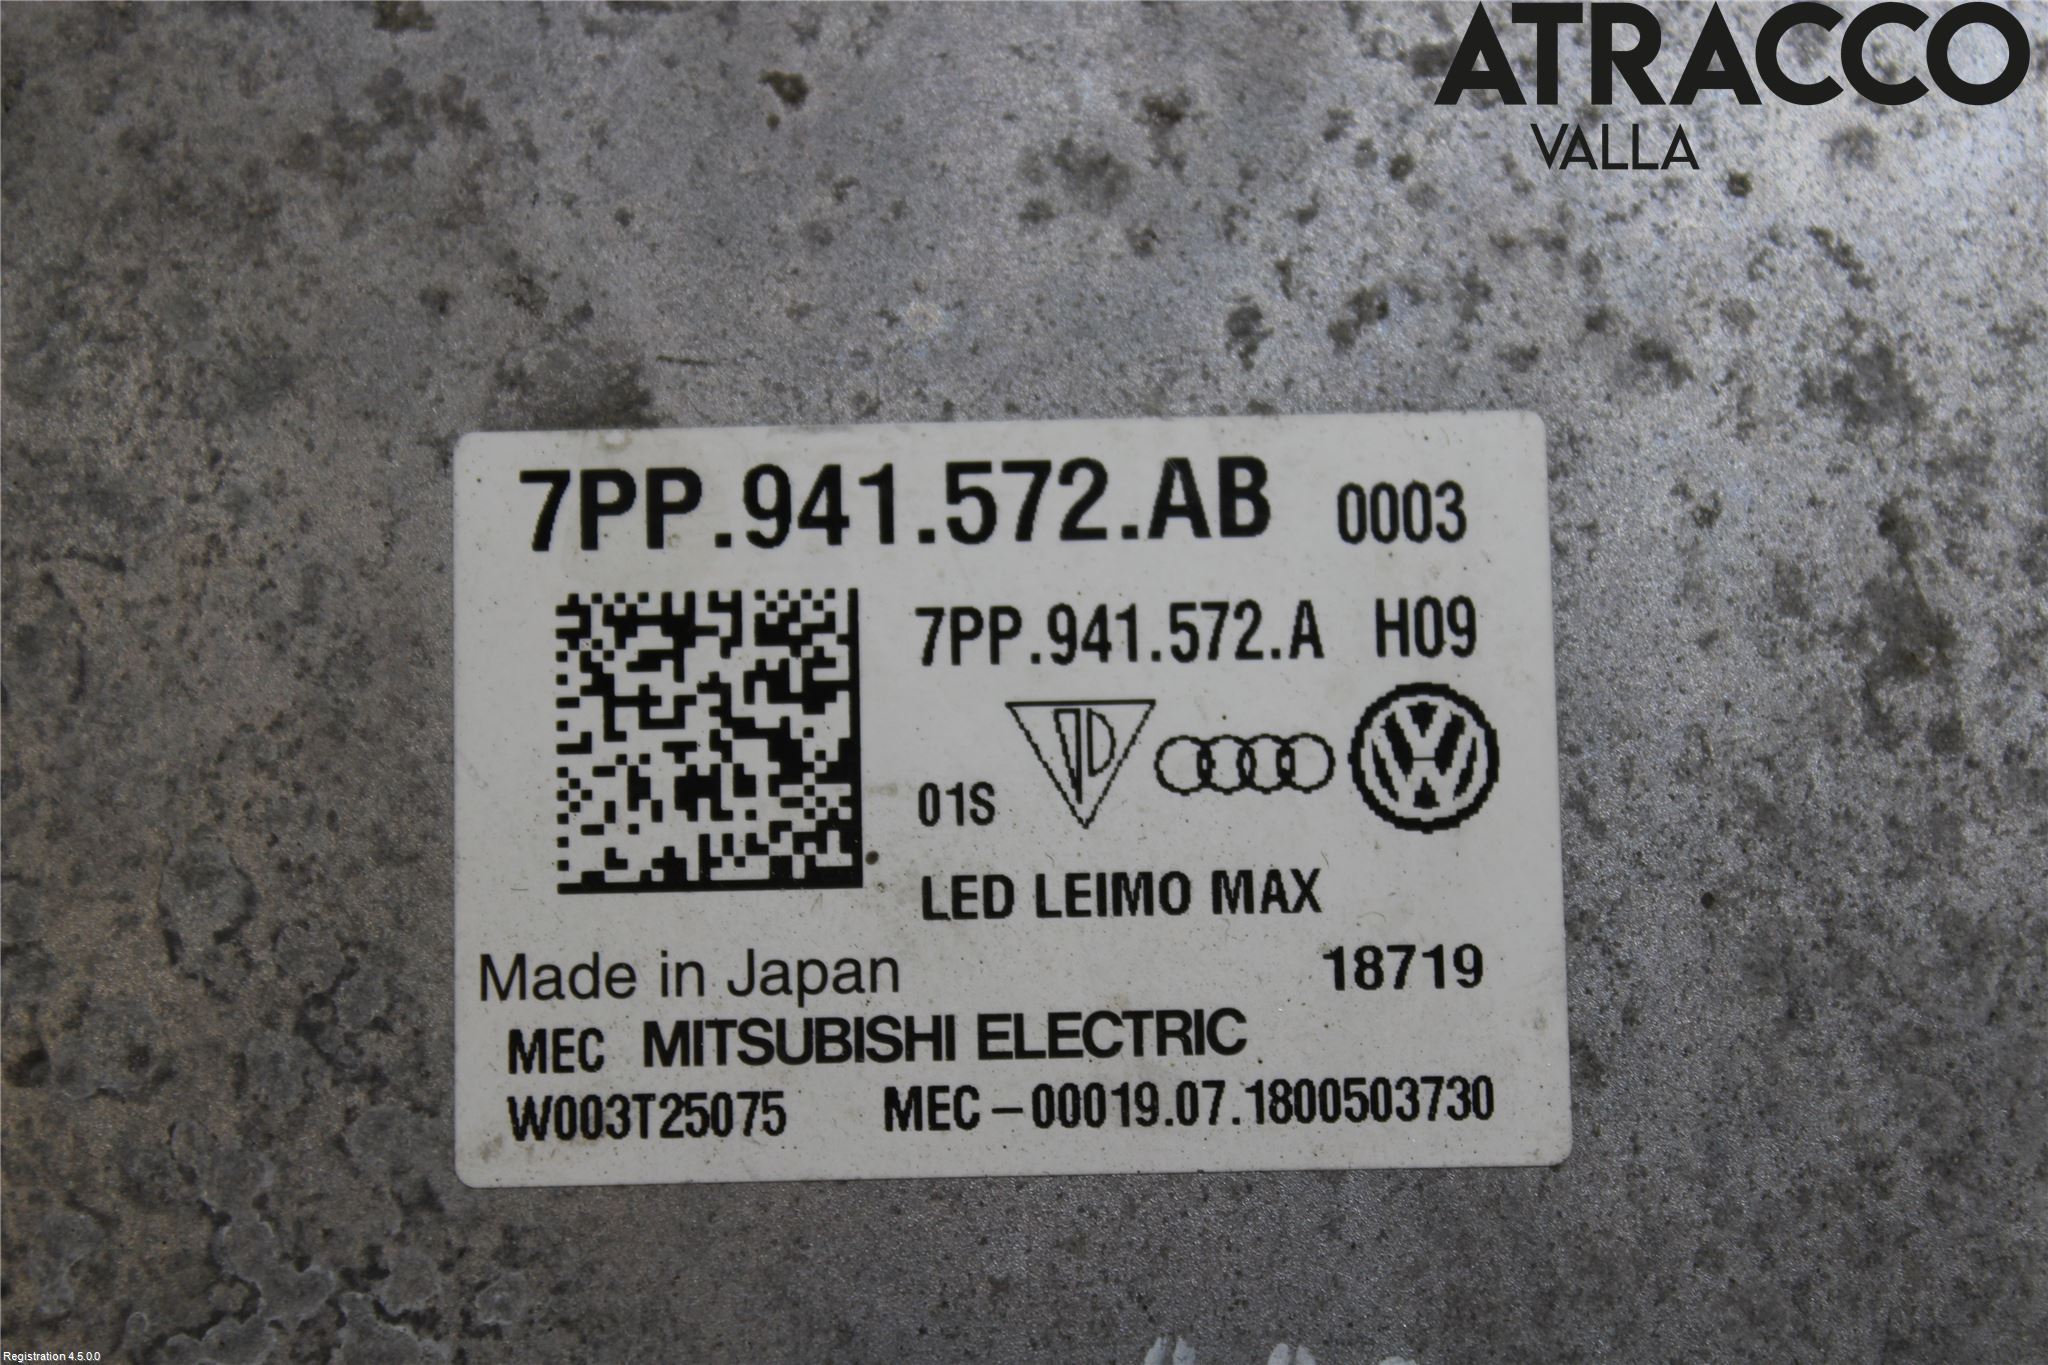 ATRACCO
VALLA
7PP.941.572.AB 0003
7PP.941.572.A H09
01S
LED LEIMO MAX
Made in Japan 18719
MEC MITSUBISHI ELECTRIC
W003T25075 MEC-00019.07.1800503730
Registration 4.5.0.0